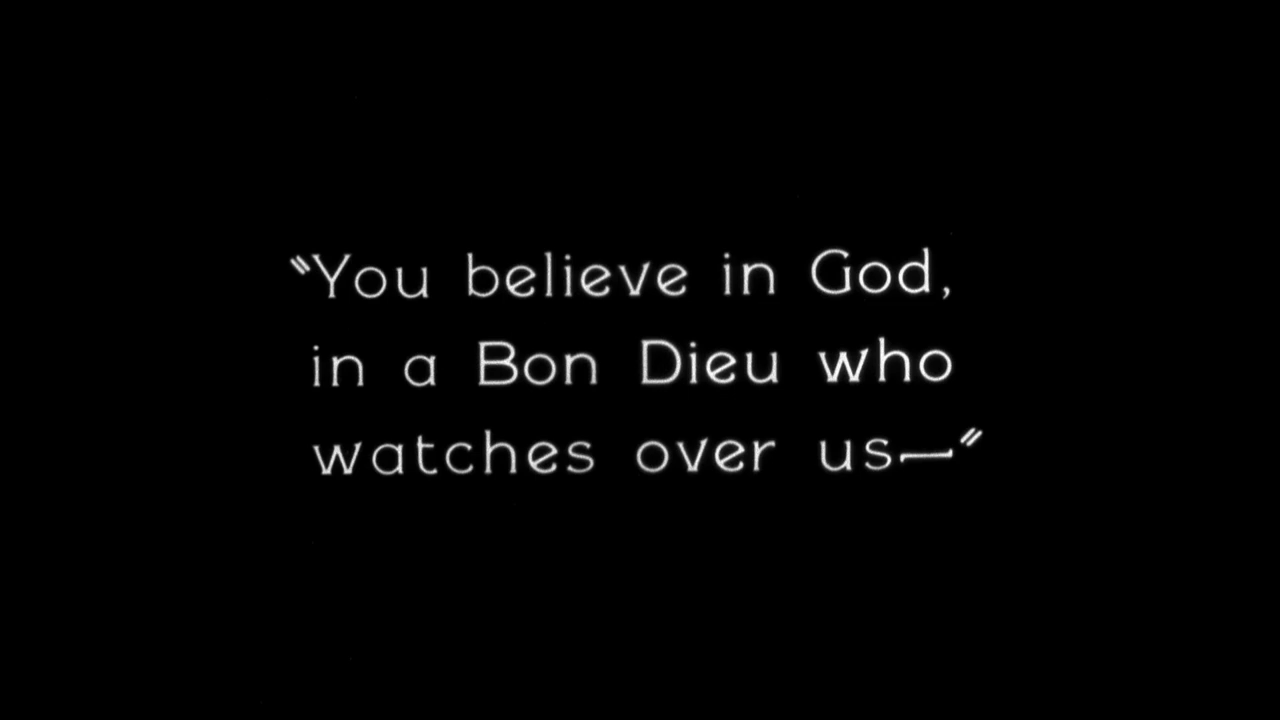 "You believe in God,
in a Bon Dieu who
watches over us—"